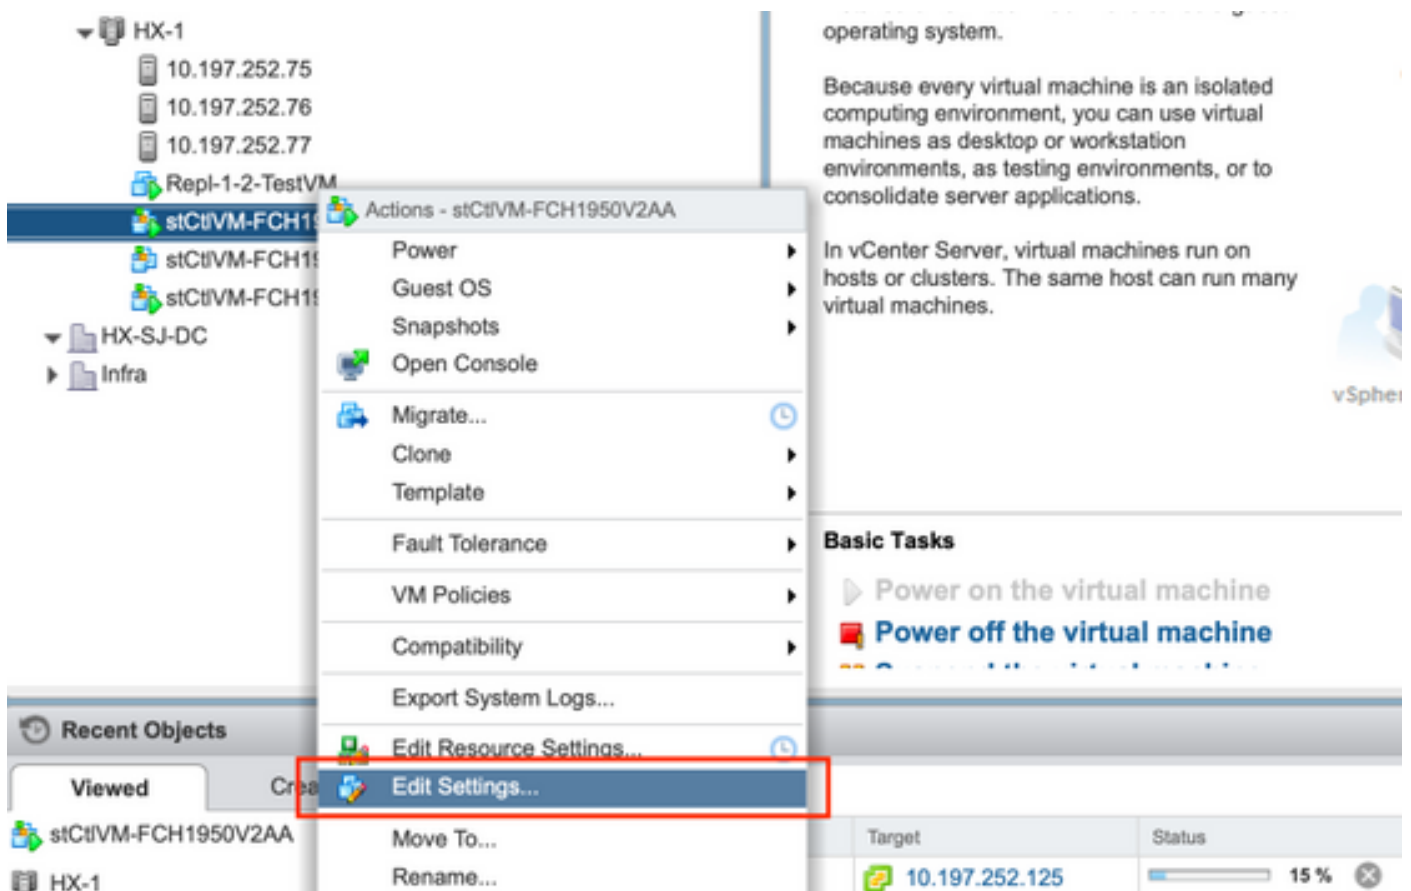 HX-1
10.197.252.75
10.197.252.76
10.197.252.77
Repl-1-2-TestVM
stCtlVM-FCH19
stCtlVM-FCH19
stCtlVM-FCH19
HX-SJ-DC
Infra
Actions - stCtlVM-FCH1950V2AA
Power
Guest OS
Snapshots
Open Console
Migrate...
Clone
Template
Fault Tolerance
VM Policies
Compatibility
Export System Logs...
Edit Resource Settings...
Edit Settings...
Move To...
Rename...
operating system.
Because every virtual machine is an isolated
computing environment, you can use virtual
machines as desktop or workstation
environments, as testing environments, or to
consolidate server applications.
In vCenter Server, virtual machines run on
hosts or clusters. The same host can run many
virtual machines.
vSpher
Basic Tasks
Power on the virtual machine
Power off the virtual machine
Recent Objects
Viewed
Crea
stCtlVM-FCH1950V2AA
HX-1
Target
Status
10.197.252.125
15 %